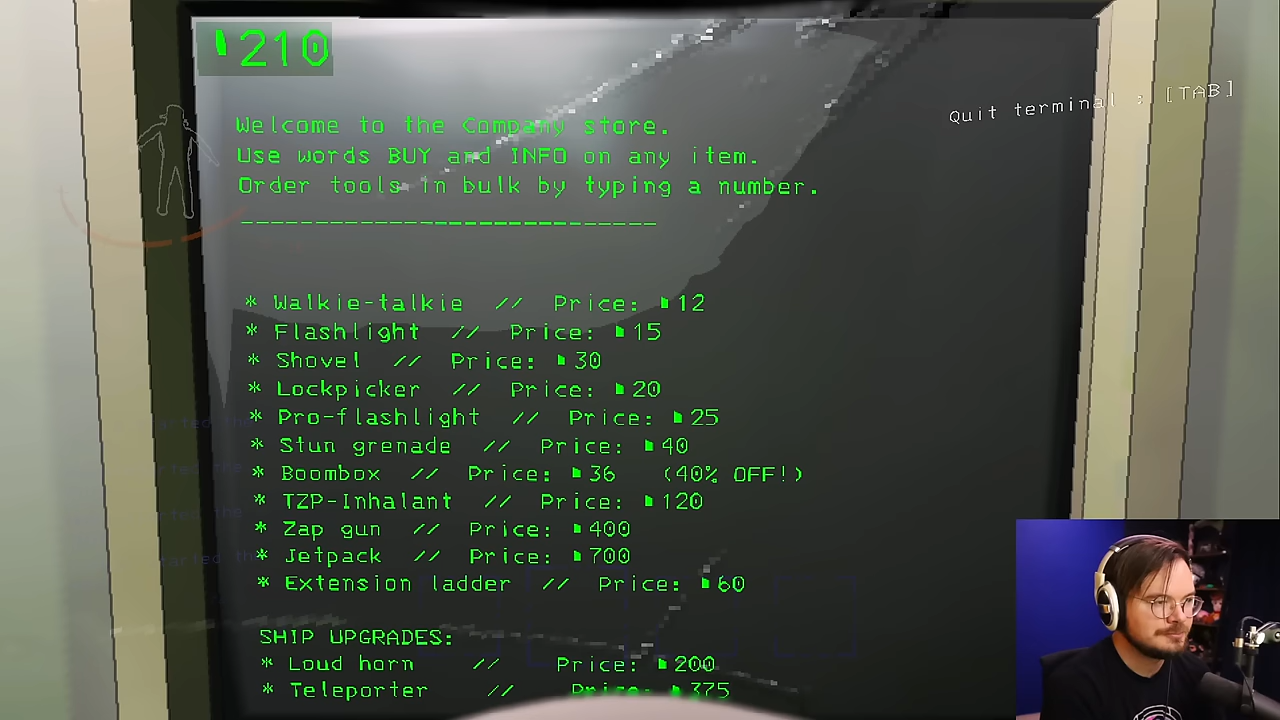 210
Quit terminal : [TAB]
Welcome to the Company store.
Use words BUY and INFO on any item.
Order tools in bulk by typing a number.
----------------------------
* Walkie-talkie // Price: 12
* Flashlight // Price: 15
* Shovel // Price: 30
* Lockpicker // Price: 20
* Pro-flashlight // Price: 25
* Stun grenade // Price: 40
* Boombox // Price: 36 (40% OFF!)
* TZP-Inhalant // Price: 120
* Zap gun // Price: 400
* Jetpack // Price: 700
* Extension ladder // Price: 60
SHIP UPGRADES:
* Loud horn // Price: 200
* Teleporter // Price: 375